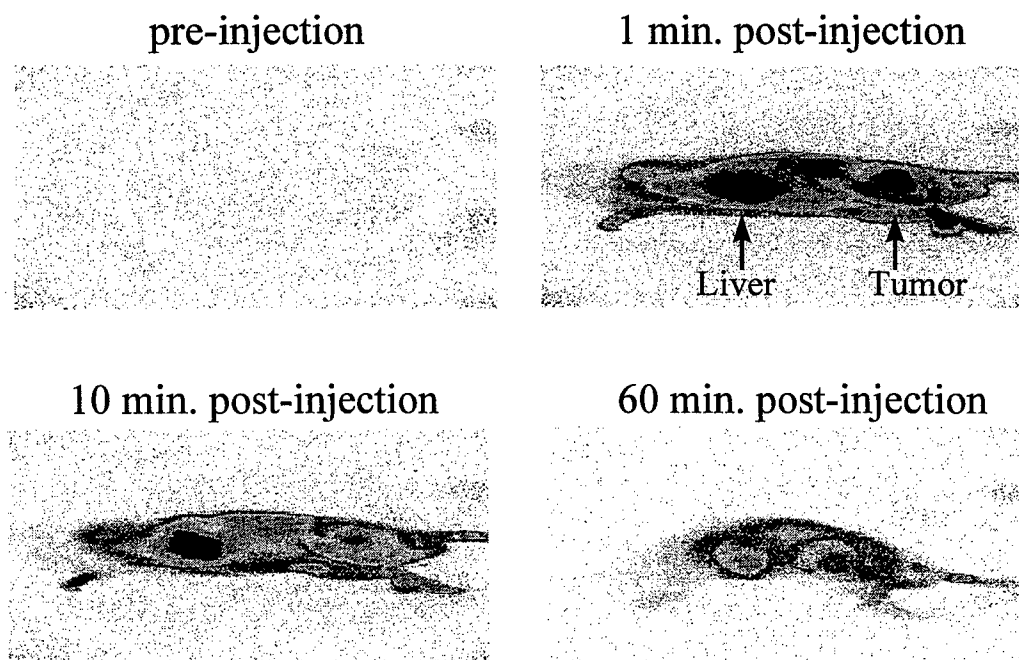 pre-injection
1 min. post-injection
Liver
Tumor
10 min. post-injection
60 min. post-injection